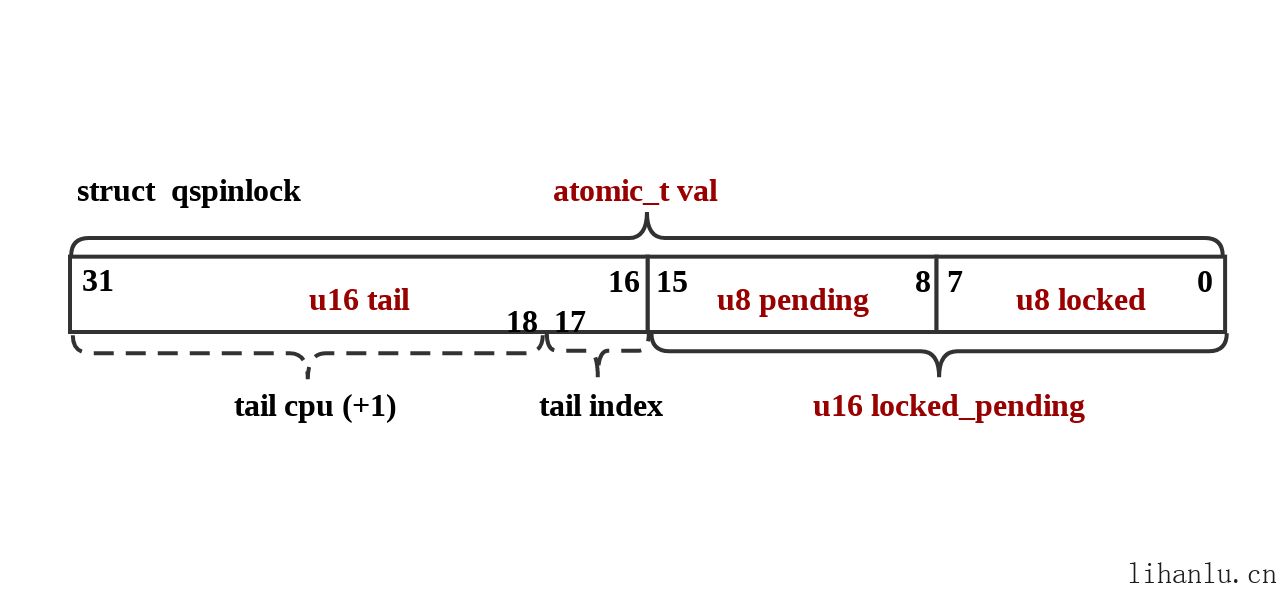 struct qspinlock atomic_t val
31 16 15 8 7 0
u16 tail u8 pending u8 locked
18 17
tail cpu (+1) tail index u16 locked_pending
lihanlu.cn